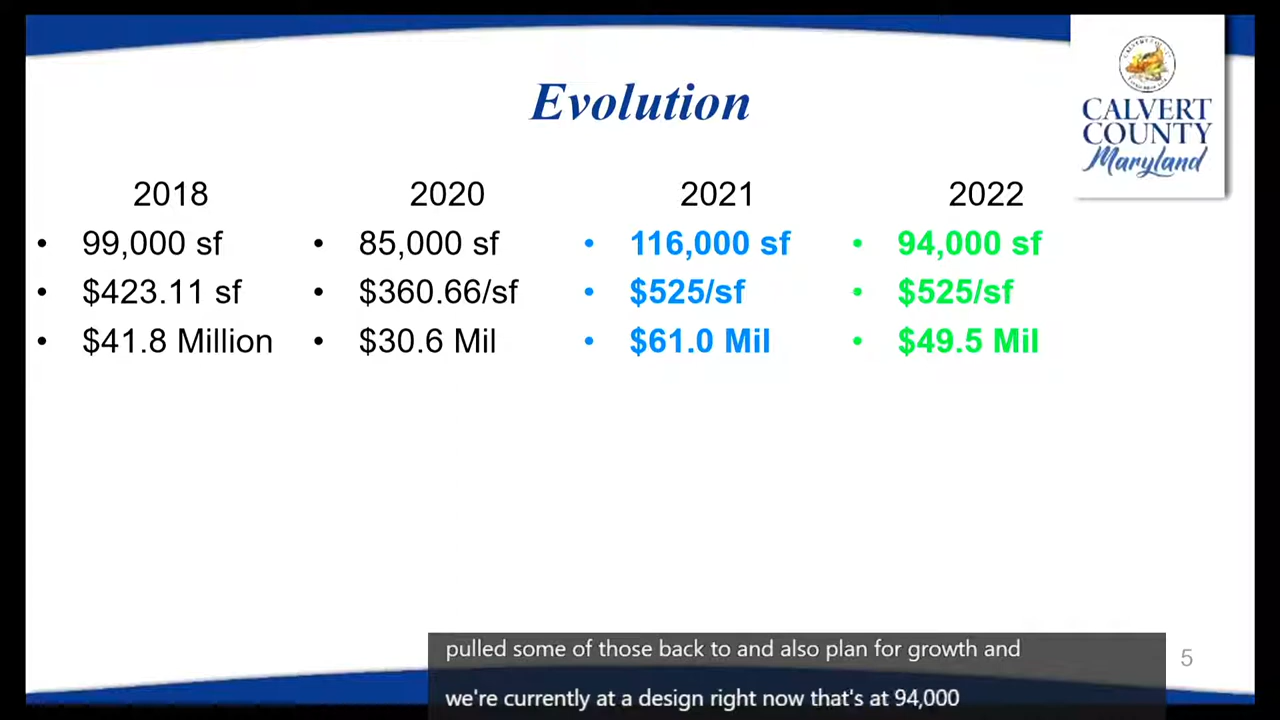 Evolution
CALVERT
COUNTY
Maryland
2018
• 99,000 sf
• $423.11 sf
• $41.8 Million
2020
• 85,000 sf
• $360.66/sf
• $30.6 Mil
2021
• 116,000 sf
• $525/sf
• $61.0 Mil
2022
• 94,000 sf
• $525/sf
• $49.5 Mil
pulled some of those back to and also plan for growth and
we're currently at a design right now that's at 94,000
5